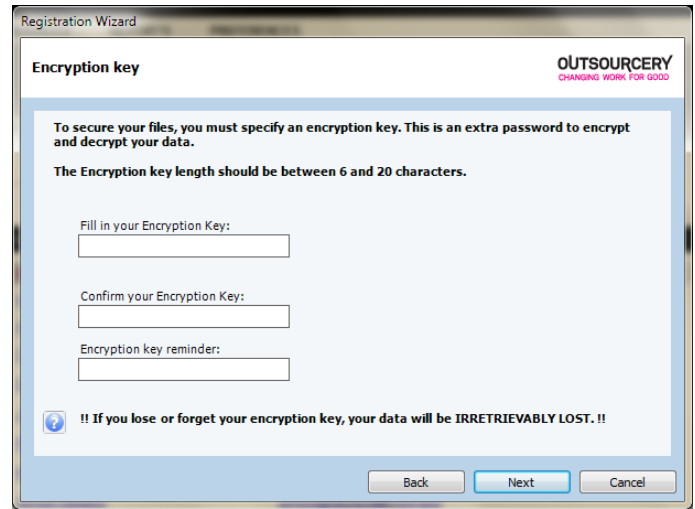 Registration Wizard
Encryption key
OUTSOURCERY
CHANGING WORK FOR GOOD
To secure your files, you must specify an encryption key. This is an extra password to encrypt
and decrypt your data.
The Encryption key length should be between 6 and 20 characters.
Fill in your Encryption Key:
Confirm your Encryption Key:
Encryption key reminder:
!! If you lose or forget your encryption key, your data will be IRRETRIEVABLY LOST. !!
Back Next Cancel